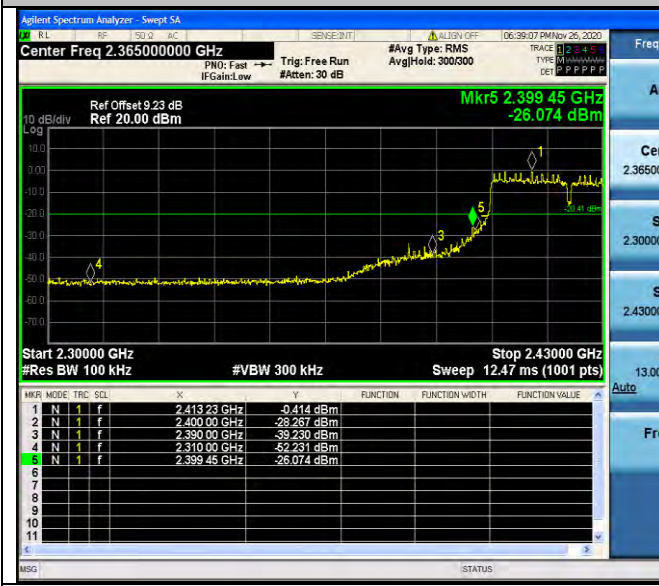 Agilent Spectrum Analyzer - Swept SA
RL RF 50 Ω AC SENSE:INT ALIGN OFF 06:39:07 PM Nov 26, 2020
Center Freq 2.365000000 GHz #Avg Type: RMS TRACE 1 2 3 4 5 6 Freq
PNO: Fast Trig: Free Run Avg|Hold: 300/300 TYPE M
IFGain:Low #Atten: 30 dB DET P P P P P P
Mkr5 2.399 45 GHz
Ref Offset 9.23 dB
10 dB/div Ref 20.00 dBm -26.074 dBm
Log
10.0
0.00
-10.0
-20.0
-30.0
-40.0
-50.0
-60.0
-70.0
1
5
3
4
-20.41 dBm
Start 2.30000 GHz Stop 2.43000 GHz
#Res BW 100 kHz #VBW 300 kHz Sweep 12.47 ms (1001 pts)
MKR MODE TRC SCL X Y FUNCTION FUNCTION WIDTH FUNCTION VALUE
1 N 1 f 2.413 23 GHz -0.414 dBm
2 N 1 f 2.400 00 GHz -28.267 dBm
3 N 1 f 2.390 00 GHz -39.230 dBm
4 N 1 f 2.310 00 GHz -52.231 dBm
5 N 1 f 2.399 45 GHz -26.074 dBm
6
7
8
9
10
11
MSG STATUS
A
Cen
2.36500
S
2.30000
S
2.43000
13.00
Auto
Fre